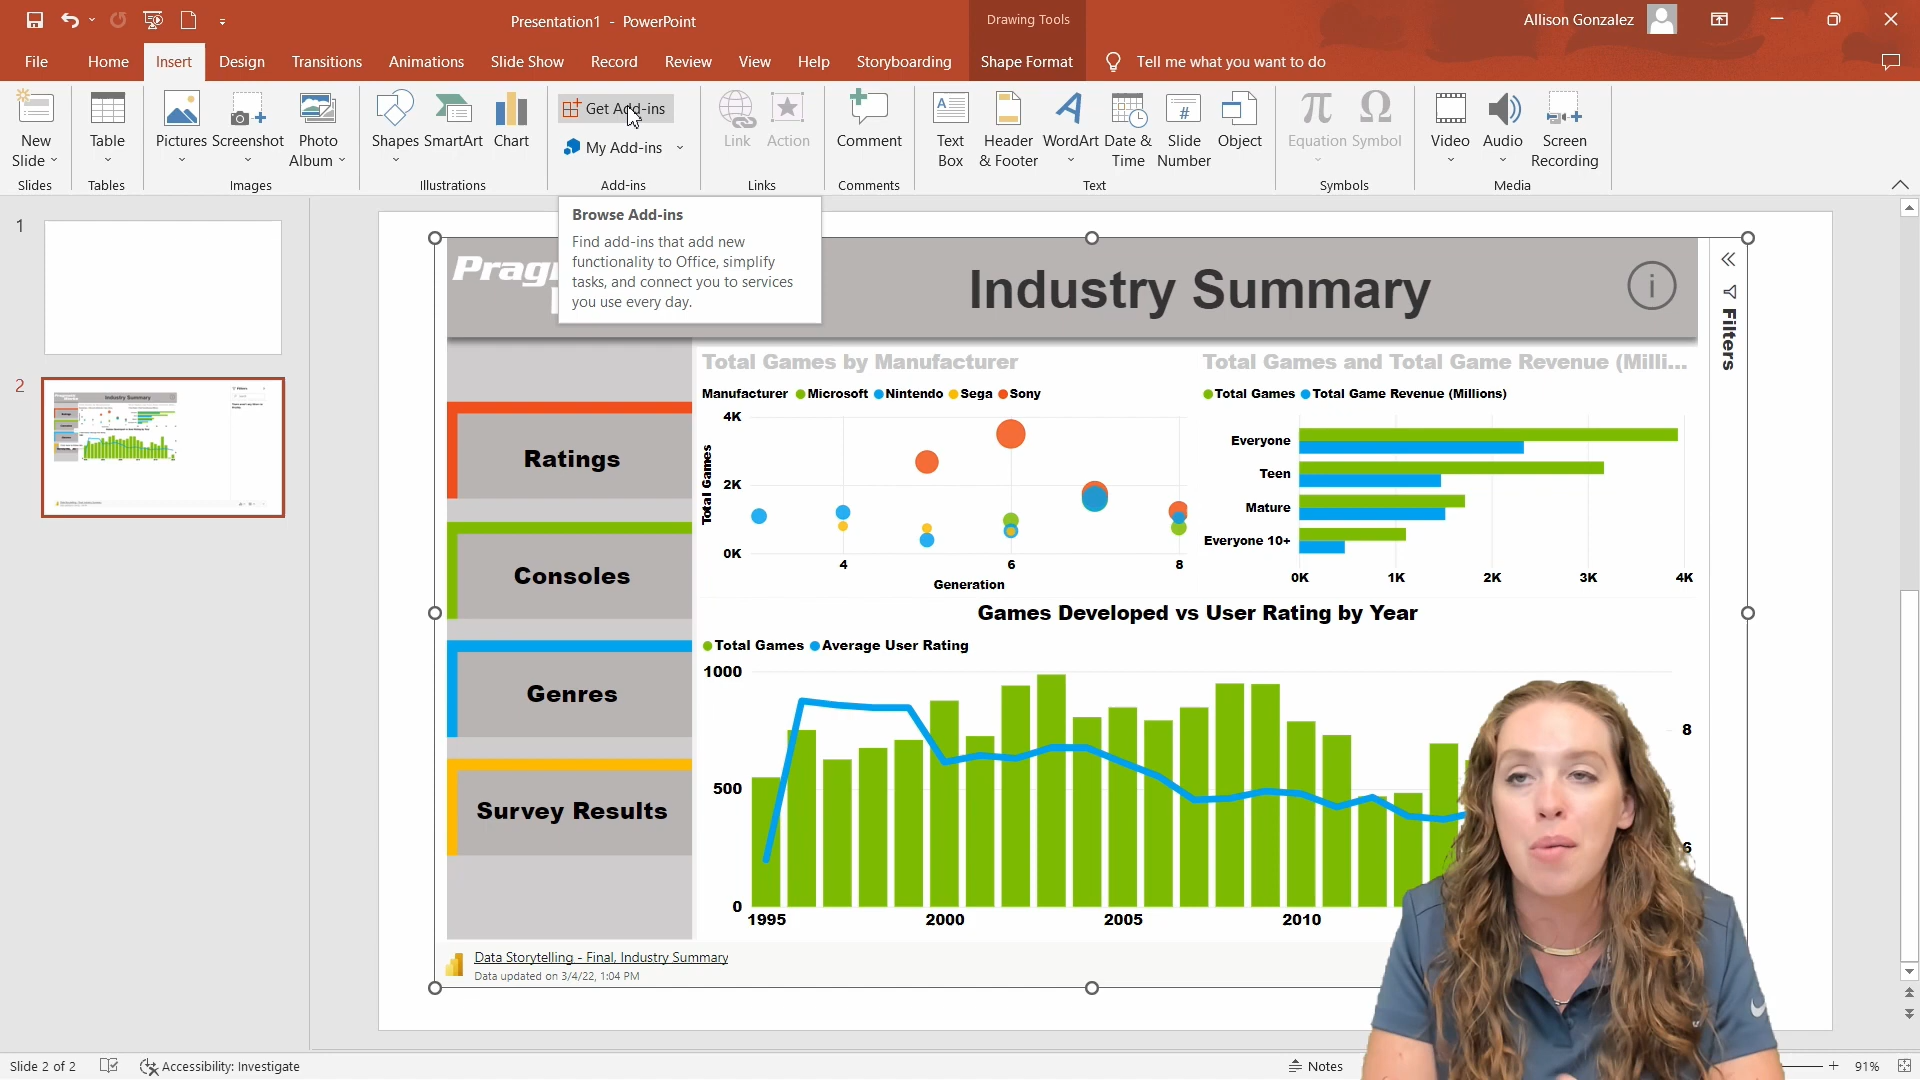 Presentation1 - PowerPoint
Drawing Tools
Allison Gonzalez
File Home Insert Design Transitions Animations Slide Show Record Review View Help Storyboarding Shape Format Tell me what you want to do
New Slide
Table
Pictures
Screenshot
Photo Album
Shapes
SmartArt
Chart
Get Add-ins
My Add-ins
Link
Action
Comment
Text Box
Header & Footer
WordArt
Date & Time
Slide Number
Object
Equation
Symbol
Video
Audio
Screen Recording
Slides Tables Images Illustrations Add-ins Links Comments Text Symbols Media
Browse Add-ins
Find add-ins that add new
functionality to Office, simplify
tasks, and connect you to services
you use every day.
1
2
Industry Summary
i
Filters
Ratings
Consoles
Genres
Survey Results
Total Games by Manufacturer
Manufacturer Microsoft Nintendo Sega Sony
Total Games
4K
2K
0K
4 6 8
Generation
Total Games and Total Game Revenue (Milli...
Total Games Total Game Revenue (Millions)
Everyone
Teen
Mature
Everyone 10+
0K 1K 2K 3K 4K
Games Developed vs User Rating by Year
Total Games Average User Rating
1000
500
0
8
6
1995 2000 2005 2010
Data Storytelling - Final, Industry Summary
Data updated on 3/4/22, 1:04 PM
Slide 2 of 2
Accessibility: Investigate
Notes
91%